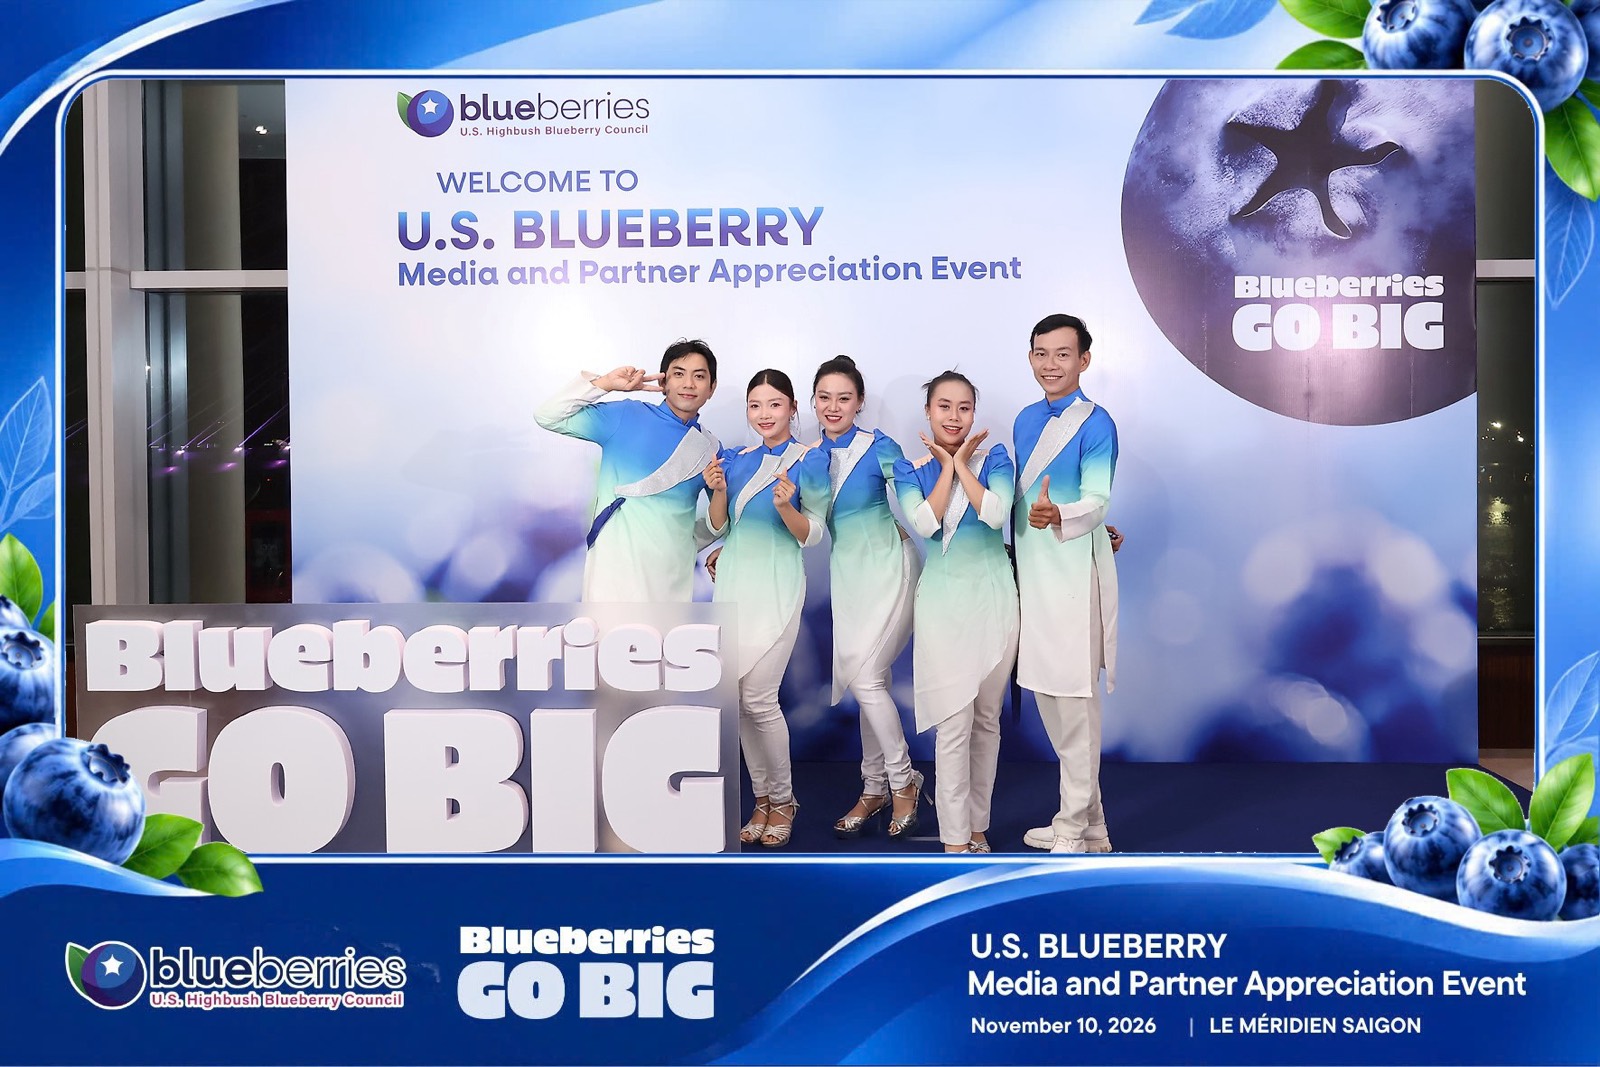 blueberries
U.S. Highbush Blueberry Council
WELCOME TO
U.S. BLUEBERRY
Media and Partner Appreciation Event
Blueberries
GO BIG
Blueberries
GO BIG
blueberries
U.S. Highbush Blueberry Council
Blueberries
GO BIG
U.S. BLUEBERRY
Media and Partner Appreciation Event
November 10, 2026 | LE MÉRIDIEN SAIGON